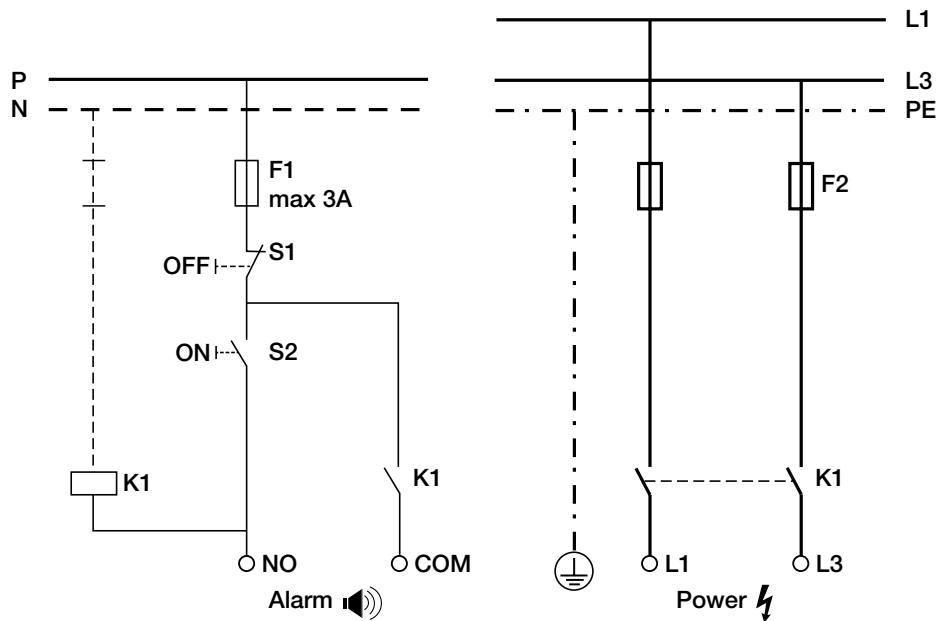 L1
P
L3
N
PE
F1
max 3A
F2
S1
OFF
ON
S2
K1
K1
K1
NO
COM
L1
L3
Alarm
Power